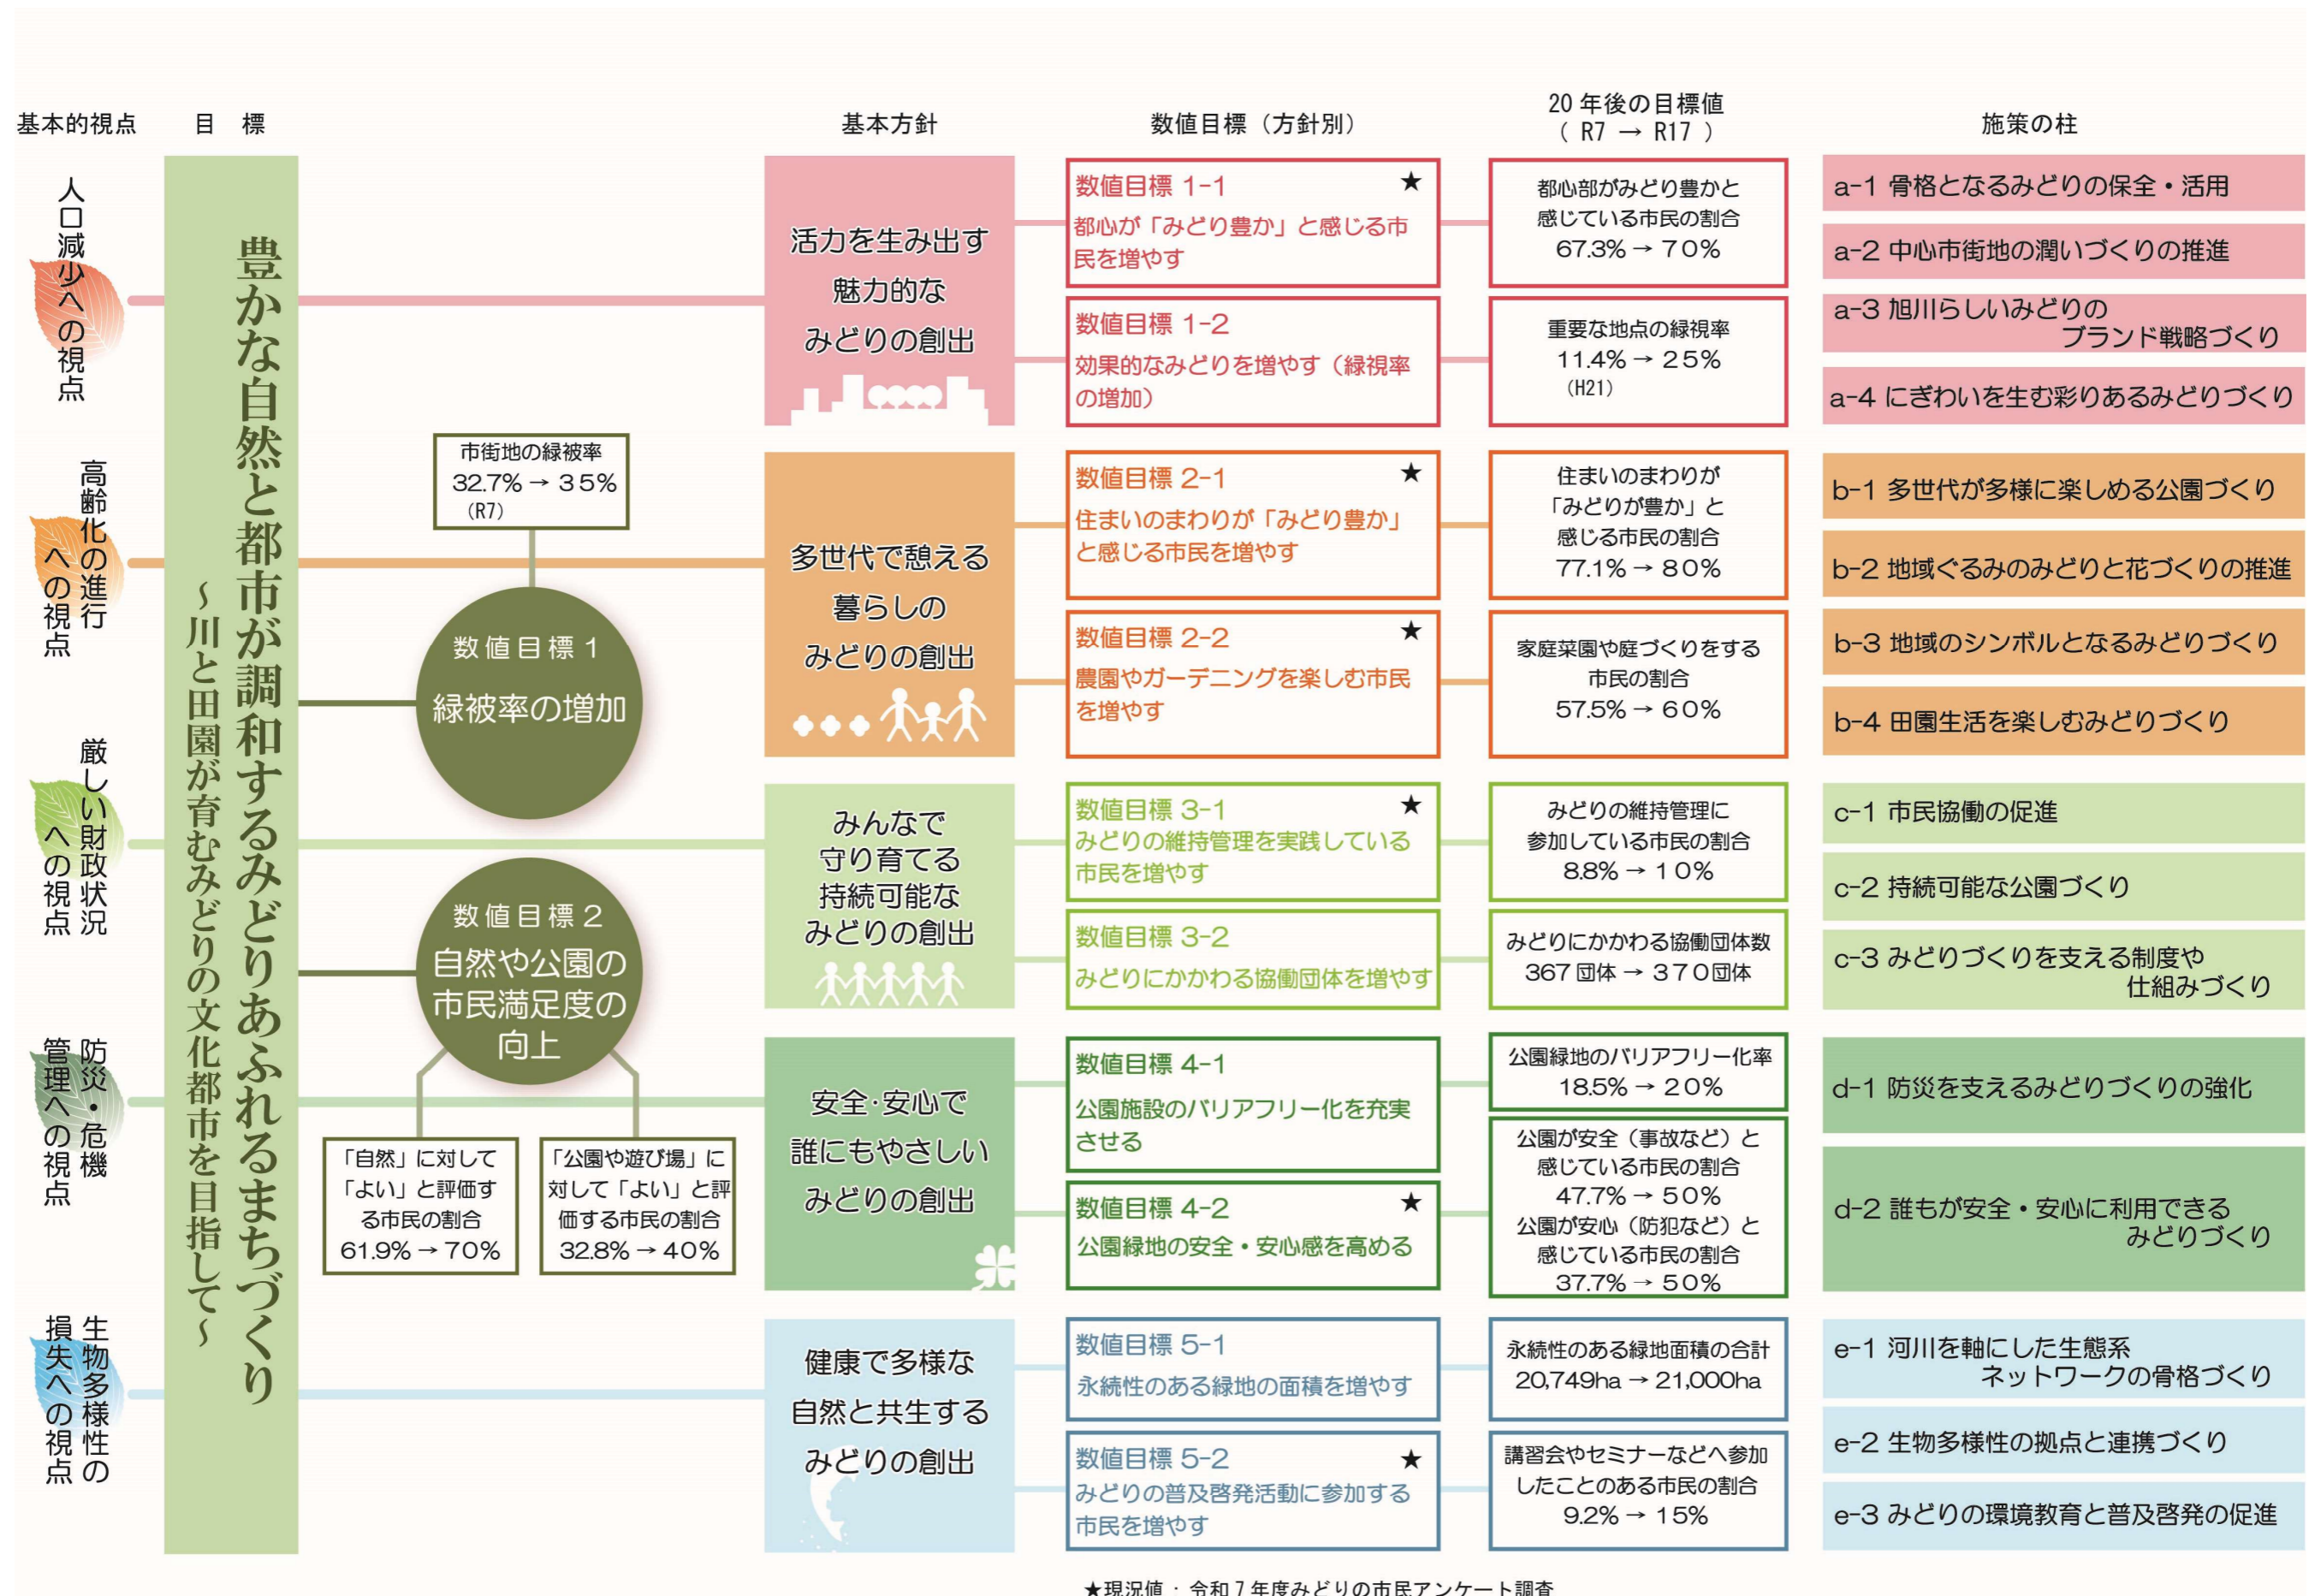 基本的視点
目 標
基本方針
数値目標（方針別）
20 年後の目標値
（ R7 → R17 ）
施策の柱
人口減少への視点
高齢化の進行
への視点
厳しい財政状況
への視点
防災・危機
管理への視点
生物多様性の
損失への視点
豊かな自然と都市が調和するみどりあふれるまちづくり
～川と田園が育むみどりの文化都市を目指して～
市街地の緑被率
32.7% → 35%
（R7）
数値目標 1
緑被率の増加
数値目標 2
自然や公園の
市民満足度の
向上
「自然」に対して
「よい」と評価す
る市民の割合
61.9% → 70%
「公園や遊び場」に
対して「よい」と評
価する市民の割合
32.8% → 40%
活力を生み出す
魅力的な
みどりの創出
数値目標 1-1 ★
都心が「みどり豊か」と感じる市
民を増やす
都心部がみどり豊かと
感じている市民の割合
67.3% → 70%
数値目標 1-2
効果的なみどりを増やす（緑視率
の増加）
重要な地点の緑視率
11.4% → 25%
（H21）
a-1 骨格となるみどりの保全・活用
a-2 中心市街地の潤いづくりの推進
a-3 旭川らしいみどりの
ブランド戦略づくり
a-4 にぎわいを生む彩りあるみどりづくり
多世代で憩える
暮らしの
みどりの創出
数値目標 2-1 ★
住まいのまわりが「みどり豊か」
と感じる市民を増やす
住まいのまわりが
「みどりが豊か」と
感じる市民の割合
77.1% → 80%
数値目標 2-2 ★
農園やガーデニングを楽しむ市民
を増やす
家庭菜園や庭づくりをする
市民の割合
57.5% → 60%
b-1 多世代が多様に楽しめる公園づくり
b-2 地域ぐるみのみどりと花づくりの推進
b-3 地域のシンボルとなるみどりづくり
b-4 田園生活を楽しむみどりづくり
みんなで
守り育てる
持続可能な
みどりの創出
数値目標 3-1 ★
みどりの維持管理を実践している
市民を増やす
みどりの維持管理に
参加している市民の割合
8.8% → 10%
数値目標 3-2
みどりにかかわる協働団体を増やす
みどりにかかわる協働団体数
367 団体 → 370団体
c-1 市民協働の促進
c-2 持続可能な公園づくり
c-3 みどりづくりを支える制度や
仕組みづくり
安全・安心で
誰にもやさしい
みどりの創出
数値目標 4-1
公園施設のバリアフリー化を充実
させる
公園緑地のバリアフリー化率
18.5% → 20%
数値目標 4-2 ★
公園緑地の安全・安心感を高める
公園が安全（事故など）と
感じている市民の割合
47.7% → 50%
公園が安心（防犯など）と
感じている市民の割合
37.7% → 50%
d-1 防災を支えるみどりづくりの強化
d-2 誰もが安全・安心に利用できる
みどりづくり
健康で多様な
自然と共生する
みどりの創出
数値目標 5-1
永続性のある緑地の面積を増やす
永続性のある緑地面積の合計
20,749ha → 21,000ha
数値目標 5-2 ★
みどりの普及啓発活動に参加する
市民を増やす
講習会やセミナーなどへ参加
したことのある市民の割合
9.2% → 15%
e-1 河川を軸にした生態系
ネットワークの骨格づくり
e-2 生物多様性の拠点と連携づくり
e-3 みどりの環境教育と普及啓発の促進
★現況値：令和７年度みどりの市民アンケート調査